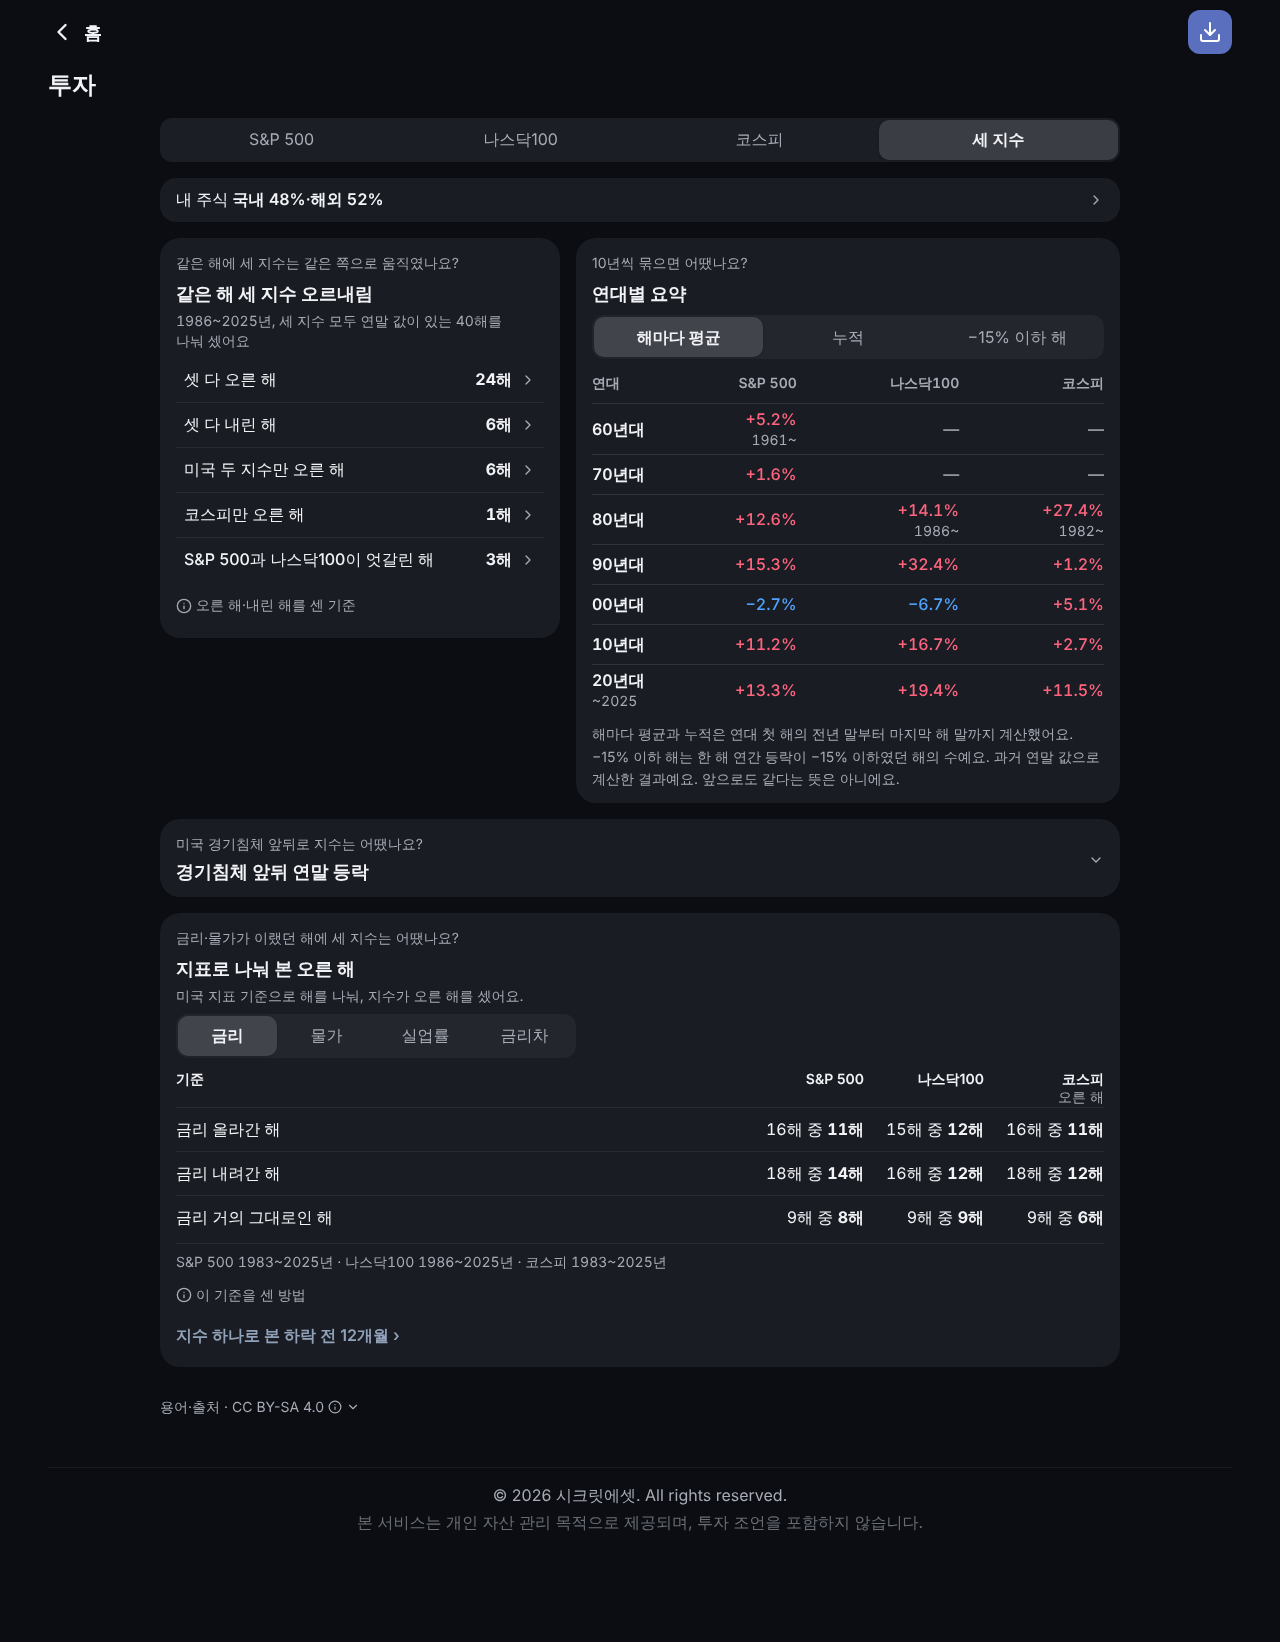 홈
투자
S&P 500
나스닥100
코스피
세 지수
내 주식 국내 48%·해외 52%
같은 해에 세 지수는 같은 쪽으로 움직였나요?
같은 해 세 지수 오르내림
1986~2025년, 세 지수 모두 연말 값이 있는 40해를
나눠 셌어요
셋 다 오른 해 24해
셋 다 내린 해 6해
미국 두 지수만 오른 해 6해
코스피만 오른 해 1해
S&P 500과 나스닥100이 엇갈린 해 3해
오른 해·내린 해를 센 기준
10년씩 묶으면 어땠나요?
연대별 요약
해마다 평균 누적 −15% 이하 해
연대 S&P 500 나스닥100 코스피
60년대 +5.2% — —
1961~
70년대 +1.6% — —
80년대 +12.6% +14.1% +27.4%
1986~ 1982~
90년대 +15.3% +32.4% +1.2%
00년대 −2.7% −6.7% +5.1%
10년대 +11.2% +16.7% +2.7%
20년대 +13.3% +19.4% +11.5%
~2025
해마다 평균과 누적은 연대 첫 해의 전년 말부터 마지막 해 말까지 계산했어요.
−15% 이하 해는 한 해 연간 등락이 −15% 이하였던 해의 수예요. 과거 연말 값으로
계산한 결과예요. 앞으로도 같다는 뜻은 아니에요.
미국 경기침체 앞뒤로 지수는 어땠나요?
경기침체 앞뒤 연말 등락
금리·물가가 이랬던 해에 세 지수는 어땠나요?
지표로 나눠 본 오른 해
미국 지표 기준으로 해를 나눠, 지수가 오른 해를 셌어요.
금리 물가 실업률 금리차
기준 S&P 500 나스닥100 코스피
오른 해
금리 올라간 해 16해 중 11해 15해 중 12해 16해 중 11해
금리 내려간 해 18해 중 14해 16해 중 12해 18해 중 12해
금리 거의 그대로인 해 9해 중 8해 9해 중 9해 9해 중 6해
S&P 500 1983~2025년 · 나스닥100 1986~2025년 · 코스피 1983~2025년
이 기준을 센 방법
지수 하나로 본 하락 전 12개월 ›
용어·출처 · CC BY-SA 4.0
© 2026 시크릿에셋. All rights reserved.
본 서비스는 개인 자산 관리 목적으로 제공되며, 투자 조언을 포함하지 않습니다.